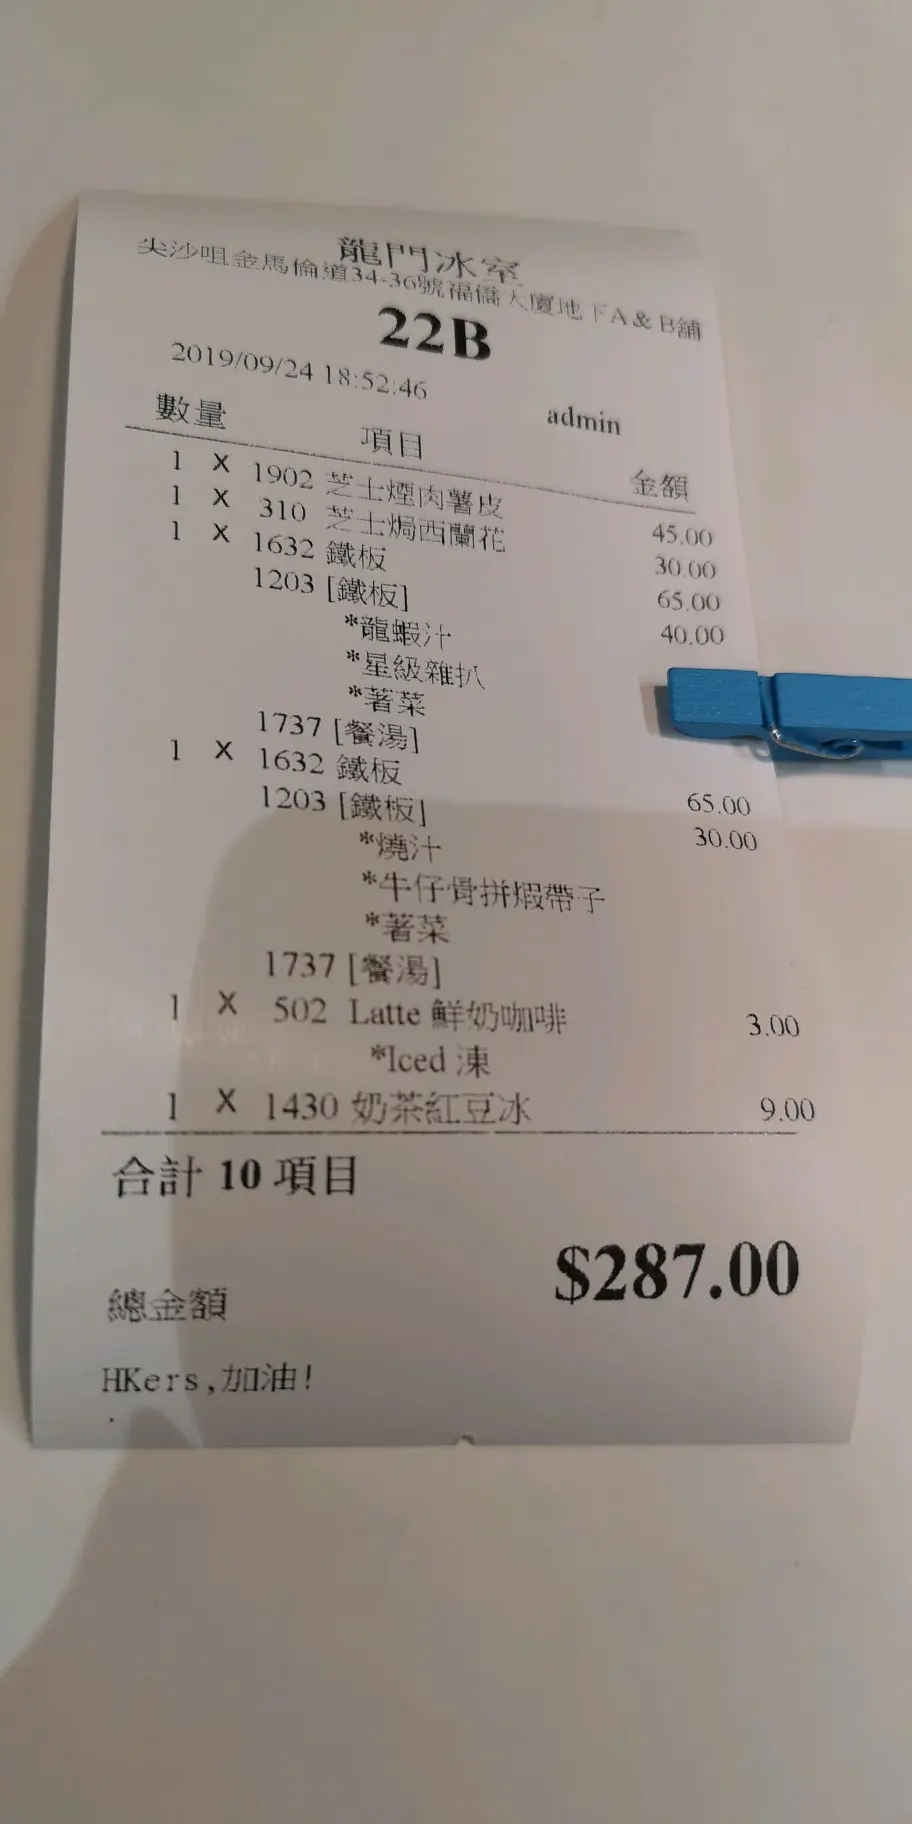 龍門冰室
尖沙咀金馬倫道34-36號福僑大廈地下A & B舖
22B
2019/09/24 18:52:46 admin
數量 項目 金額
1 X 1902 芝士煙肉薯皮 45.00
1 X 310 芝士焗西蘭花 30.00
1 X 1632 鐵板 65.00
1203 [鐵板] 40.00
*龍蝦汁
*星級雜扒
*薯菜
1737 [餐湯]
1 X 1632 鐵板 65.00
1203 [鐵板] 30.00
*燒汁
*牛仔骨拼蝦帶子
*薯菜
1737 [餐湯]
1 X 502 Latte 鮮奶咖啡 3.00
*Iced 凍
1 X 1430 奶茶紅豆冰 9.00
合計 10 項目
$287.00
總金額
HKers,加油!
.